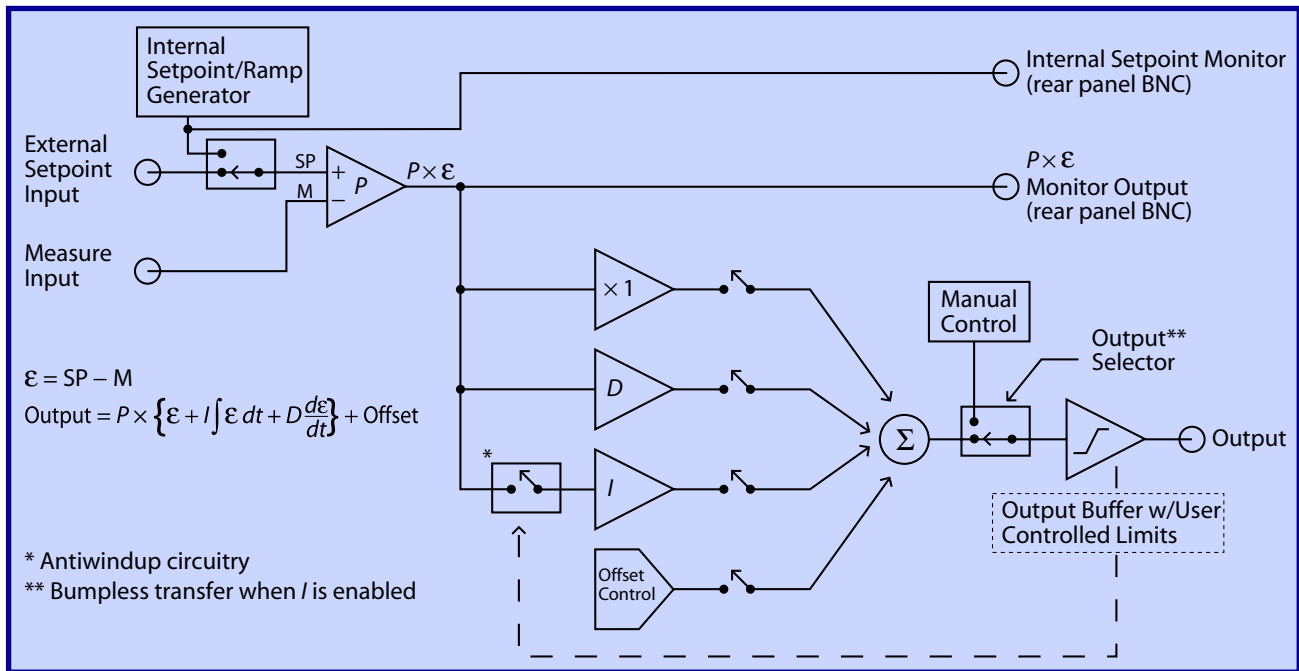 Internal
Setpoint/Ramp
Generator
Internal Setpoint Monitor
(rear panel BNC)
External
Setpoint
Input
SP
M
+
−
P
P × ε
P × ε
Monitor Output
(rear panel BNC)
Measure
Input
× 1
Manual
Control
Output**
Selector
ε = SP – M
Output = P × {ε + I∫ε dt + D dε/dt} + Offset
D
Σ
Output
*
I
Output Buffer w/User
Controlled Limits
* Antiwindup circuitry
** Bumpless transfer when I is enabled
Offset
Control